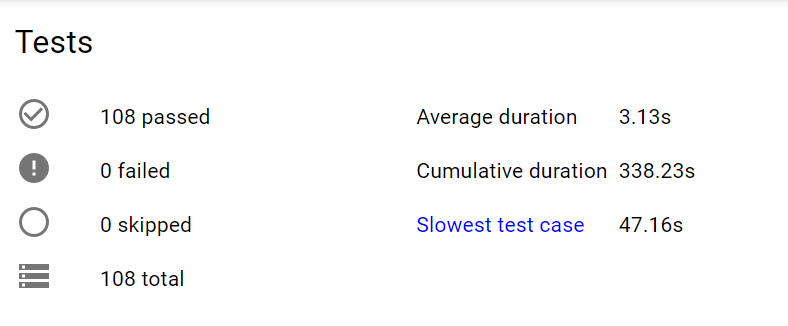 Tests
108 passed
Average duration 3.13s
0 failed
Cumulative duration 338.23s
0 skipped
Slowest test case 47.16s
108 total